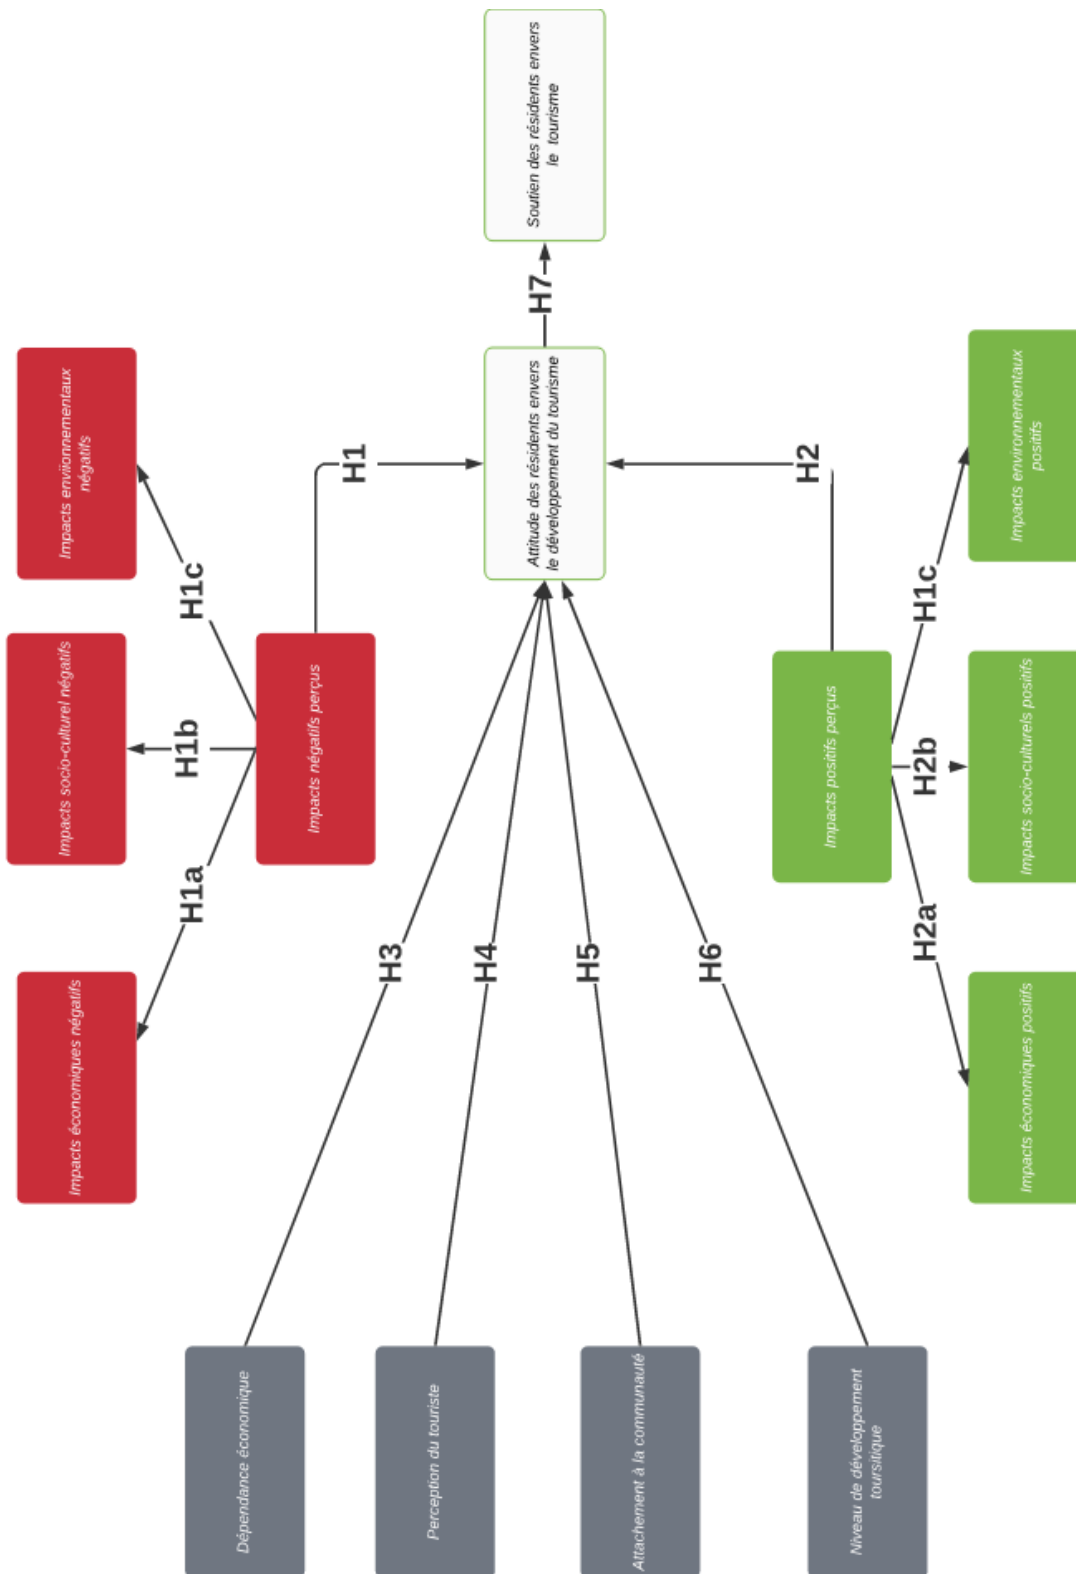 Impacts économiques négatifs
H1a
Impacts socio-culturel négatifs
H1b
Impacts enviionnementaux
négatifs
H1c
Impacts négatifs perçus
H1
Dépendance économique
H3
Perception du touriste
H4
Attachement à la communauté
H5
Niveau de développement
toursitique
H6
Attitude des résidents envers
le développement du tourisme
H7
Soutien des résidents envers
le tourisme
H2
Impacts positifs perçus
H2a
H2b
H1c
Impacts économiques positifs
Impacts socio-culturels positifs
Impacts environnementaux
positifs